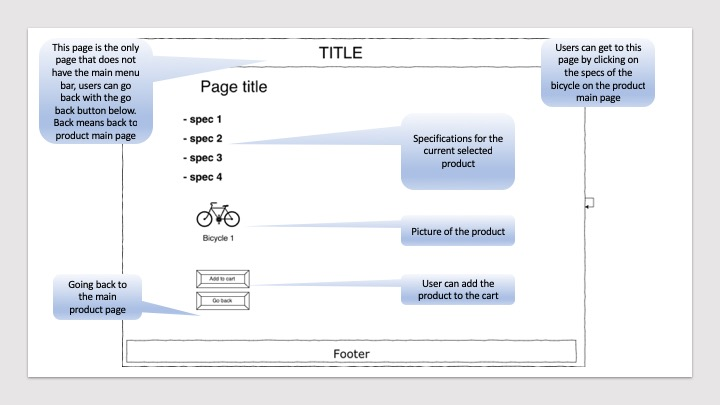 This page is the only
page that does not
have the main menu
bar, users can go
back with the go
back button below.
Back means back to
product main page
TITLE
Users can get to this
page by clicking on
the specs of the
bicycle on the product
main page
Page title
- spec 1
- spec 2
- spec 3
- spec 4
Specifications for the
current selected
product
Bicycle 1
Picture of the product
Add to cart
Go back
User can add the
product to the cart
Going back to
the main
product page
Footer